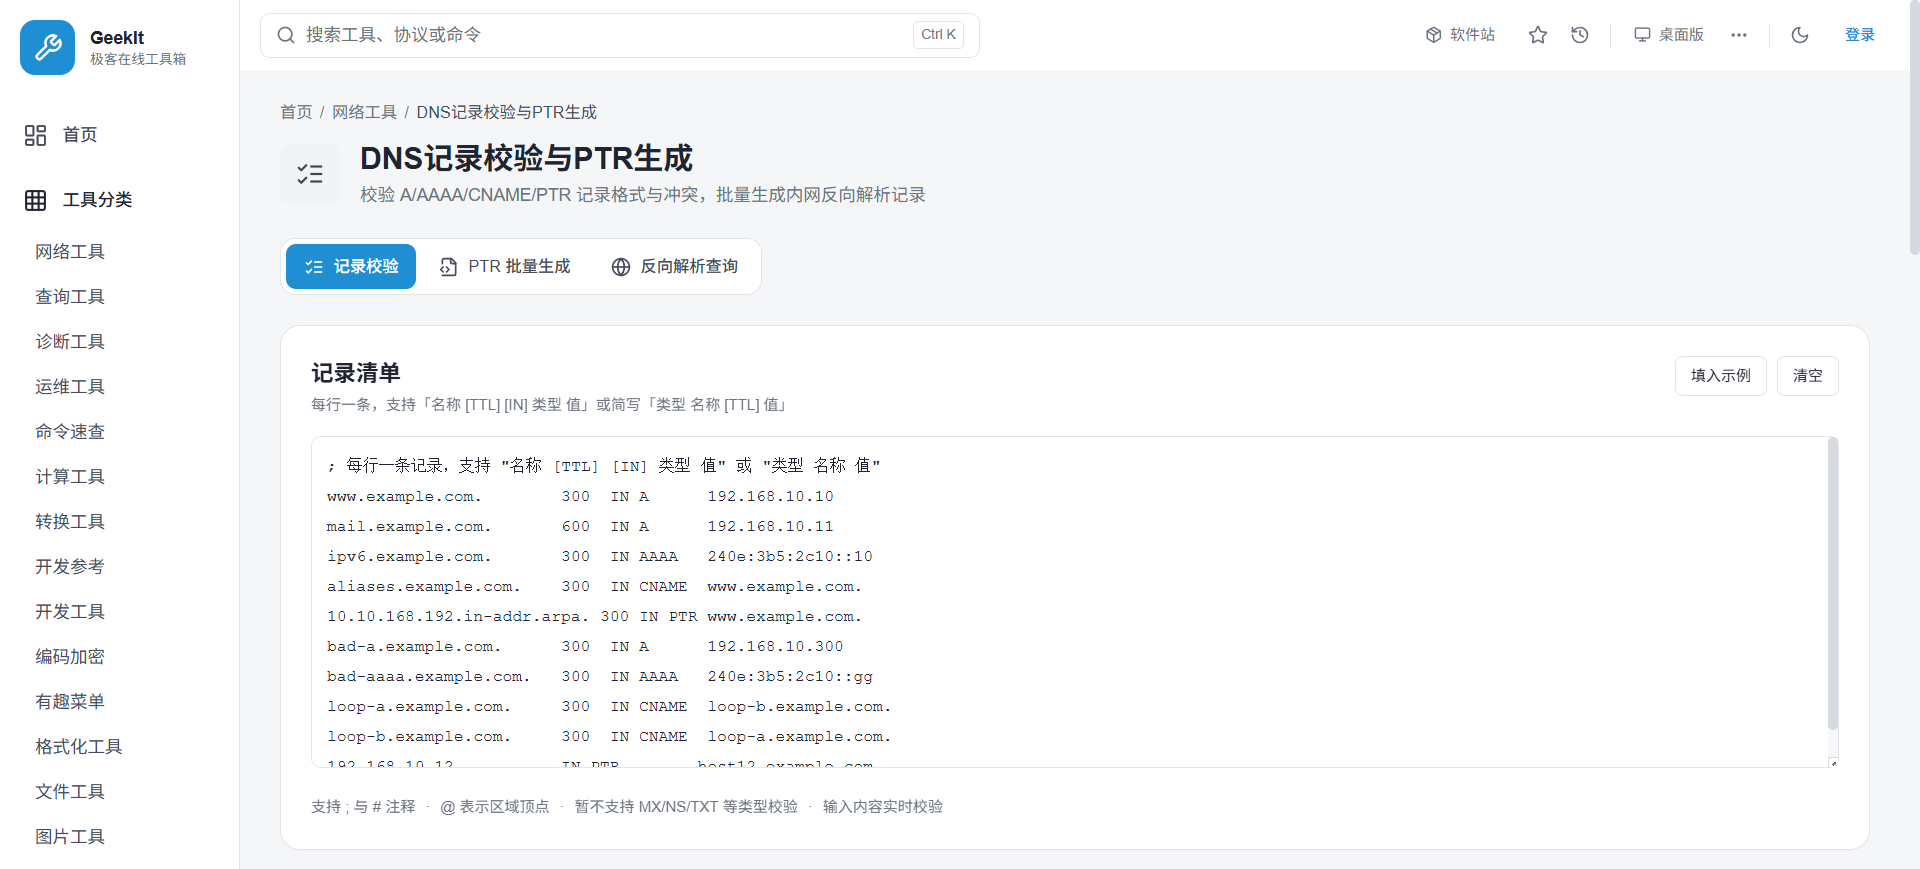 GeekIt
极客在线工具箱
首页
工具分类
网络工具
查询工具
诊断工具
运维工具
命令速查
计算工具
转换工具
开发参考
开发工具
编码加密
有趣菜单
格式化工具
文件工具
图片工具
搜索工具、协议或命令 Ctrl K
软件站 桌面版 登录
首页 / 网络工具 / DNS记录校验与PTR生成
DNS记录校验与PTR生成
校验 A/AAAA/CNAME/PTR 记录格式与冲突，批量生成内网反向解析记录
记录校验 PTR 批量生成 反向解析查询
记录清单
每行一条，支持「名称 [TTL] [IN] 类型 值」或简写「类型 名称 [TTL] 值」
填入示例 清空
; 每行一条记录，支持 "名称 [TTL] [IN] 类型 值" 或 "类型 名称 值"
www.example.com. 300 IN A 192.168.10.10
mail.example.com. 600 IN A 192.168.10.11
ipv6.example.com. 300 IN AAAA 240e:3b5:2c10::10
aliases.example.com. 300 IN CNAME www.example.com.
10.10.168.192.in-addr.arpa. 300 IN PTR www.example.com.
bad-a.example.com. 300 IN A 192.168.10.300
bad-aaaa.example.com. 300 IN AAAA 240e:3b5:2c10::gg
loop-a.example.com. 300 IN CNAME loop-b.example.com.
loop-b.example.com. 300 IN CNAME loop-a.example.com.
192.168.10.12 IN PTR host12.example.com.
支持 ; 与 # 注释 · @ 表示区域顶点 · 暂不支持 MX/NS/TXT 等类型校验 · 输入内容实时校验